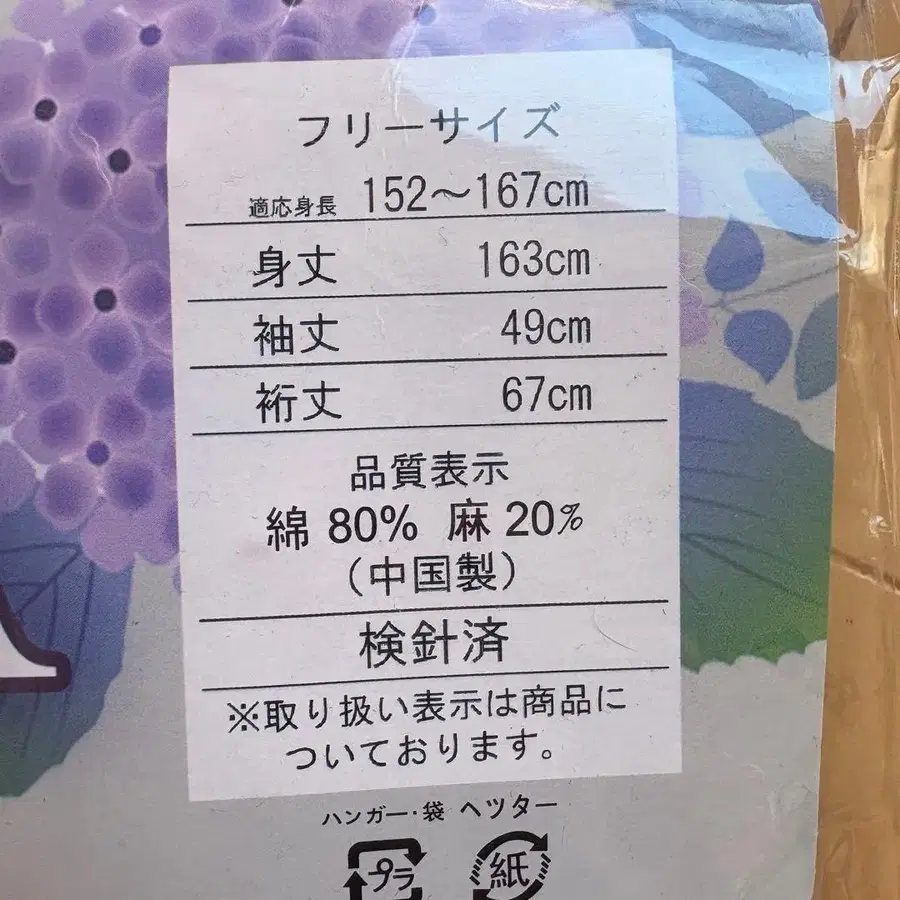 フリーサイズ
適応身長 152～167cm
身丈 163cm
袖丈 49cm
裄丈 67cm
品質表示
綿 80% 麻 20%
（中国製）
検針済
※取り扱い表示は商品に
ついております。
ハンガー・袋 ヘツター
プラ 紙